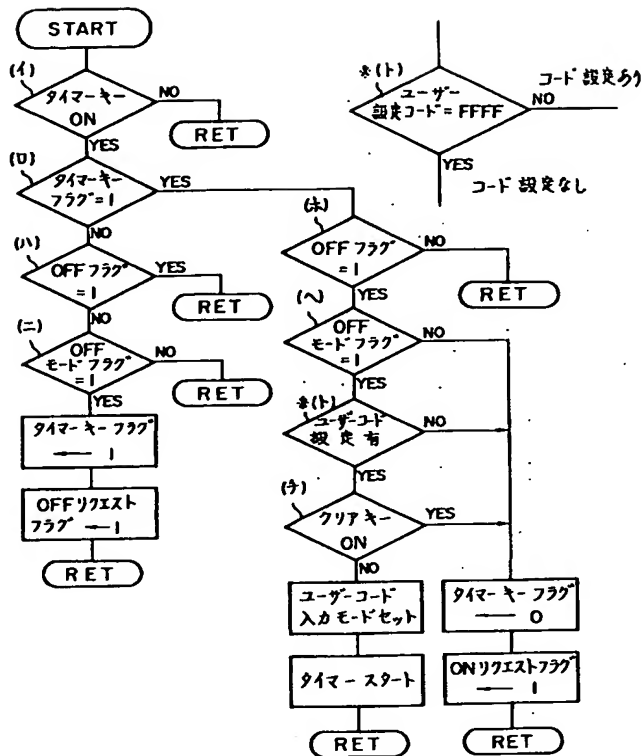 START
(イ)
タイマーキー
ON
NO
RET
YES
(ロ)
タイマーキー
フラグ=1
YES
NO
(ハ)
OFFフラグ
=1
YES
RET
NO
(ニ)
OFF
モードフラグ
=1
NO
RET
YES
タイマーキーフラグ
← 1
OFFリクエスト
フラグ ←1
RET
※(ト)
ユーザー
設定コード=FFFF
NO
コード設定あり
YES
コード設定なし
(ホ)
OFFフラグ
=1
NO
RET
YES
(ヘ)
OFF
モードフラグ
=1
NO
YES
※(ト)
ユーザーコード
設定有
NO
YES
(チ)
クリアキー
ON
YES
NO
ユーザーコード
入力モードセット
タイマースタート
RET
タイマーキーフラグ
← 0
ONリクエストフラグ
← 1
RET